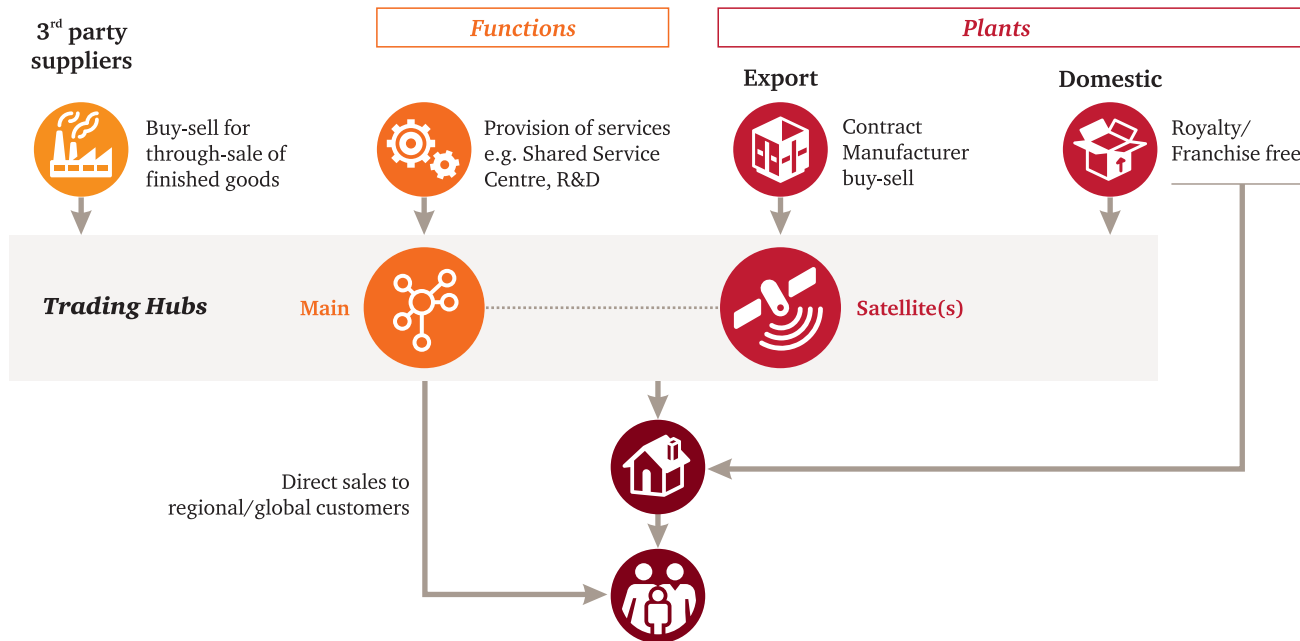 3rd party
suppliers
Functions
Plants
Export
Domestic
Buy-sell for
through-sale of
finished goods
Provision of services
e.g. Shared Service
Centre, R&D
Contract
Manufacturer
buy-sell
Royalty/
Franchise free
Trading Hubs
Main
Satellite(s)
Direct sales to
regional/global customers